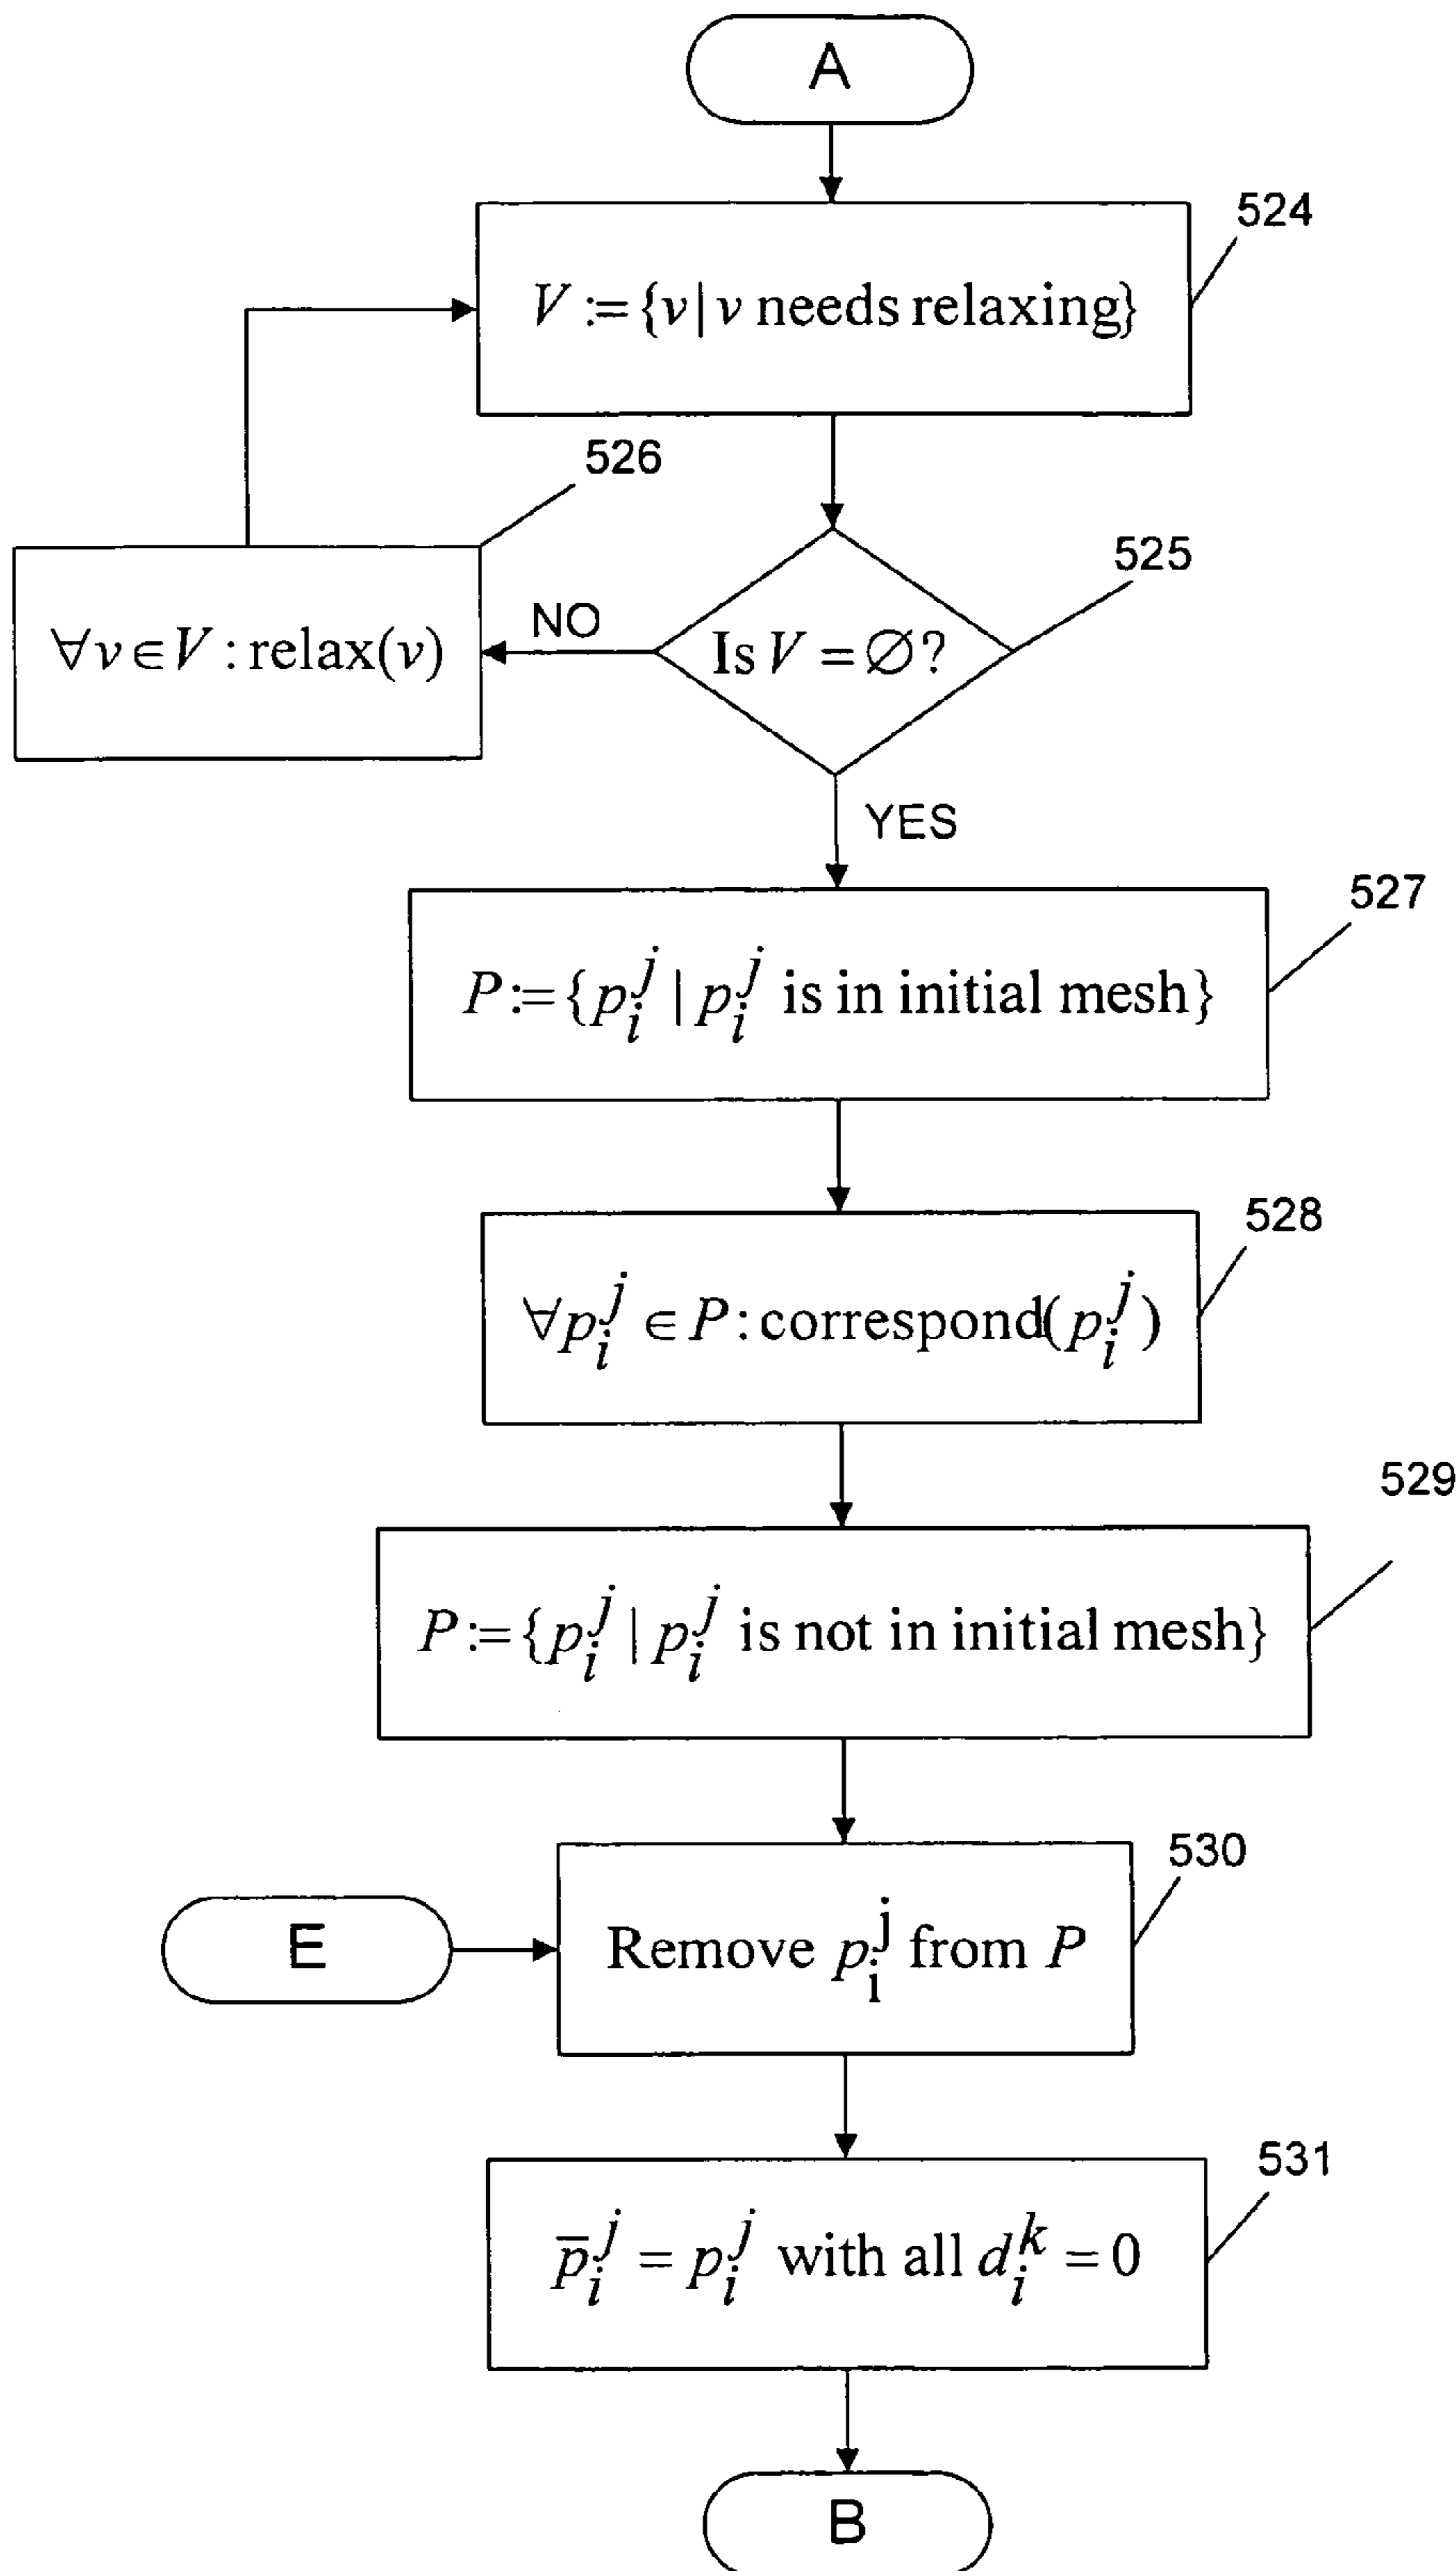 A
524
V := {v | v needs relaxing}
526
525
∀v ∈ V : relax(v)
NO
Is V = ∅?
YES
527
P := {p_i^j | p_i^j is in initial mesh}
528
∀p_i^j ∈ P : correspond(p_i^j)
529
P := {p_i^j | p_i^j is not in initial mesh}
530
E
Remove p_i^j from P
531
p̅_i^j = p_i^j with all d_i^k = 0
B